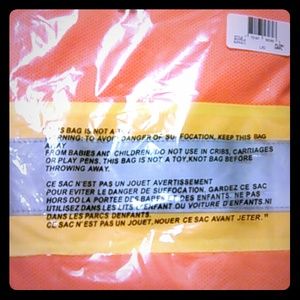 THIS BAG IS NOT A
WARNING: TO AVOID DANGER OF SUFFOCATION, KEEP THIS BAG
AWAY
FROM BABIES AND CHILDREN. DO NOT USE IN CRIBS, CARRIAGES
OR PLAY PENS. THIS BAG IS NOT A TOY,KNOT BAG BEFORE
THROWING AWAY.
CE SAC N'EST PAS UN JOUET AVERTISSEMENT
POUR EVITER LE DANGER DE SUFFOCATION, GARDEZ CE SAC
HORS DO LA PORTEE DES BAPES ET DES ENFANTS. NE PAS
UTILISEZ DANS LES LITS. L'ENFANT OU VOITURE D'ENFANTS.NI
DANS LES PARCS DENFANTS.
CE SAC N'EST PAS UN JOUET,NOUER CE SAC AVANT JETER."